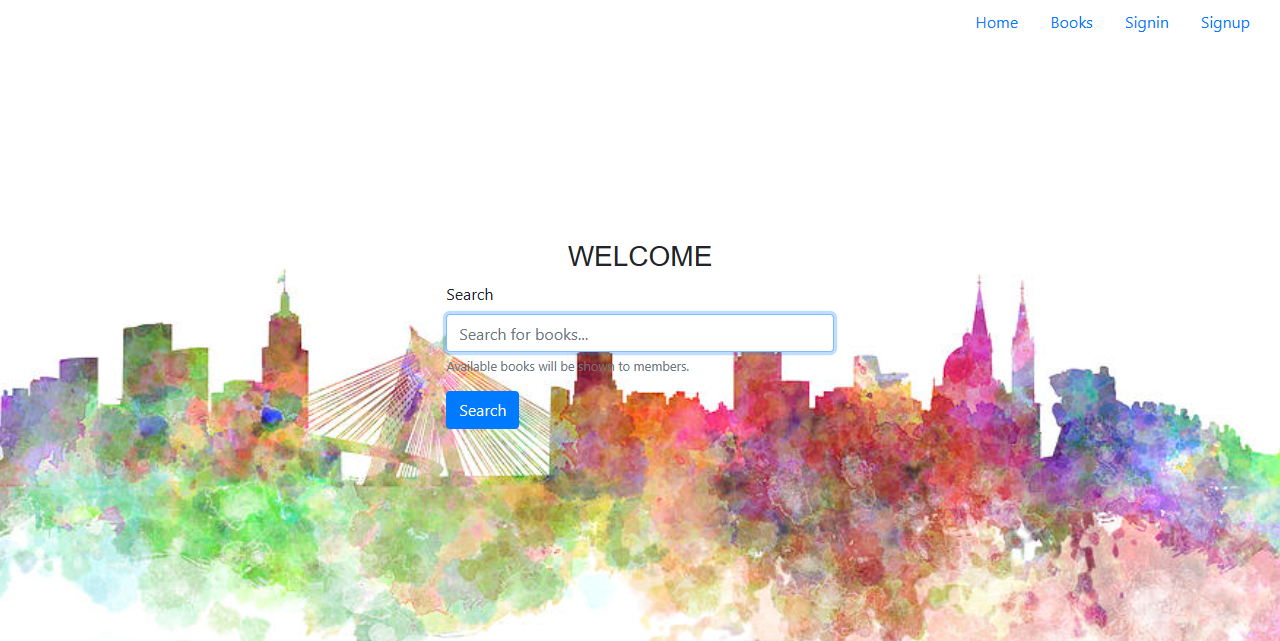 Home Books Signin Signup
WELCOME
Search
Search for books...
Available books will be shown to members.
Search